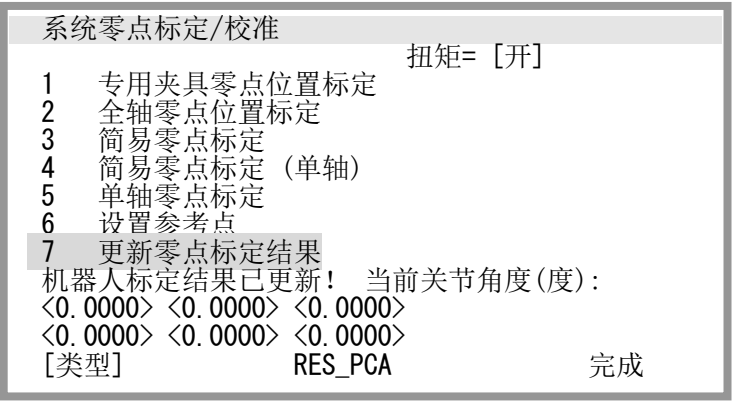 系统零点标定/校准
扭矩= [开]
1 专用夹具零点位置标定
2 全轴零点位置标定
3 简易零点标定
4 简易零点标定 (单轴)
5 单轴零点标定
6 设置参考点
7 更新零点标定结果
机器人标定结果已更新! 当前关节角度(度):
<0.0000> <0.0000> <0.0000>
<0.0000> <0.0000> <0.0000>
[类型] RES_PCA 完成